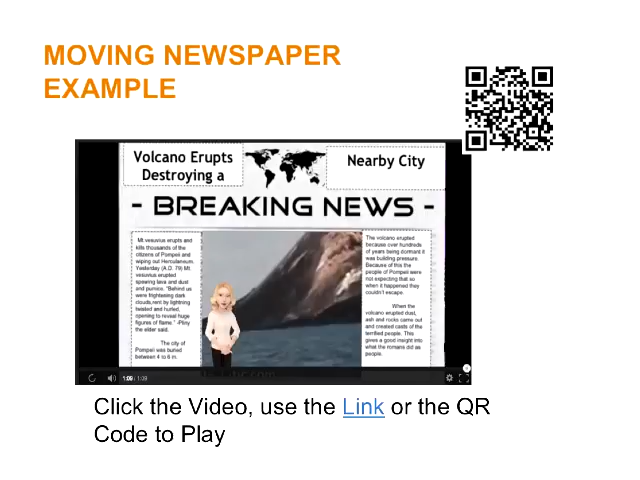 MOVING NEWSPAPER
EXAMPLE
Volcano Erupts
Destroying a
Nearby City
- BREAKING NEWS -
Mt vesuvius erupts and
kills thousands of the
citizens of Pompeii and
wiping out Herculaneum.
Yesterday (A.D. 79) Mt.
vesuvius erupted
spewing lava and dust
and pumice. "Behind us
were frightening dark
clouds,rent by lightning
twisted and hurled,
opening to reveal huge
figures of flame." -Pliny
the elder said.
The city of
Pompeii was buried
between 4 to 6 m.
The volcano erupted
because over hundreds
of years being dormant it
was building pressure.
Because of this the
people of Pompeii were
not expecting that so
when it happened they
couldn't escape.
When the
volcano erupted dust,
ash and rocks came out
and created casts of the
terrified people. This
gives a good insight into
what the romans did as
people.
1:09 / 1:09
Click the Video, use the Link or the QR
Code to Play